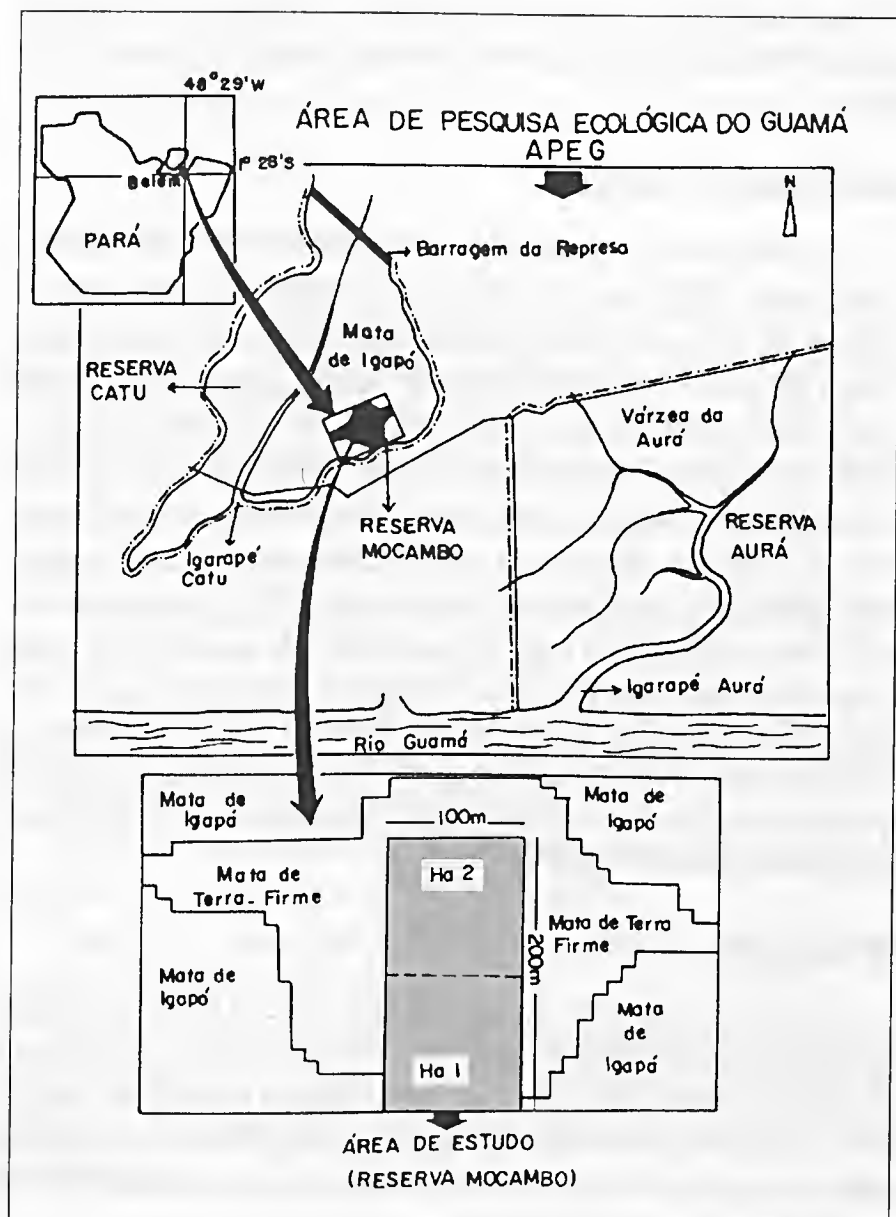 48°29'W
ÁREA DE PESQUISA ECOLÓGICA DO GUAMÁ
APEG
1°28'S
Belém
N
PARÁ
Barragem da Represa
Mata
de Igapó
RESERVA
CATU
Várzea da
Aurá
RESERVA
MOCAMBO
RESERVA
AURÁ
Igarapé
Catu
Igarapé Aurá
Rio Guamá
Mata de
Igapó
100m
Mata de
Igapó
Mata de
Terra-Firme
Ha 2
Mata de Terra
Firme
200m
Mata de
Igapó
Mata
de
Igapó
Ha 1
ÁREA DE ESTUDO
(RESERVA MOCAMBO)